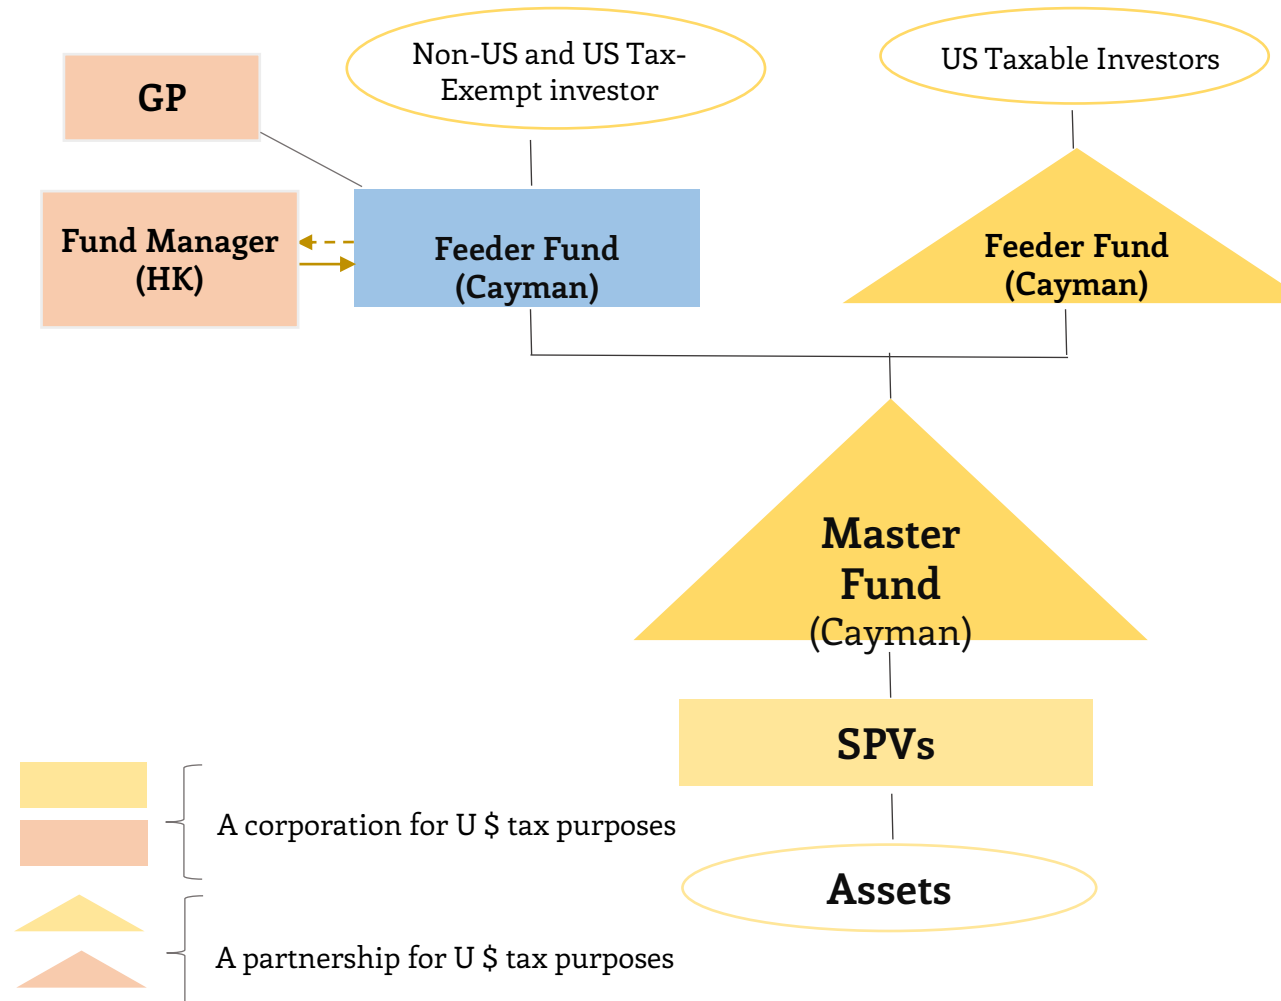 GP
Non-US and US Tax-
Exempt investor
US Taxable Investors
Fund Manager
(HK)
Feeder Fund
(Cayman)
Feeder Fund
(Cayman)
Master
Fund
(Cayman)
SPVs
Assets
A corporation for U $ tax purposes
A partnership for U $ tax purposes